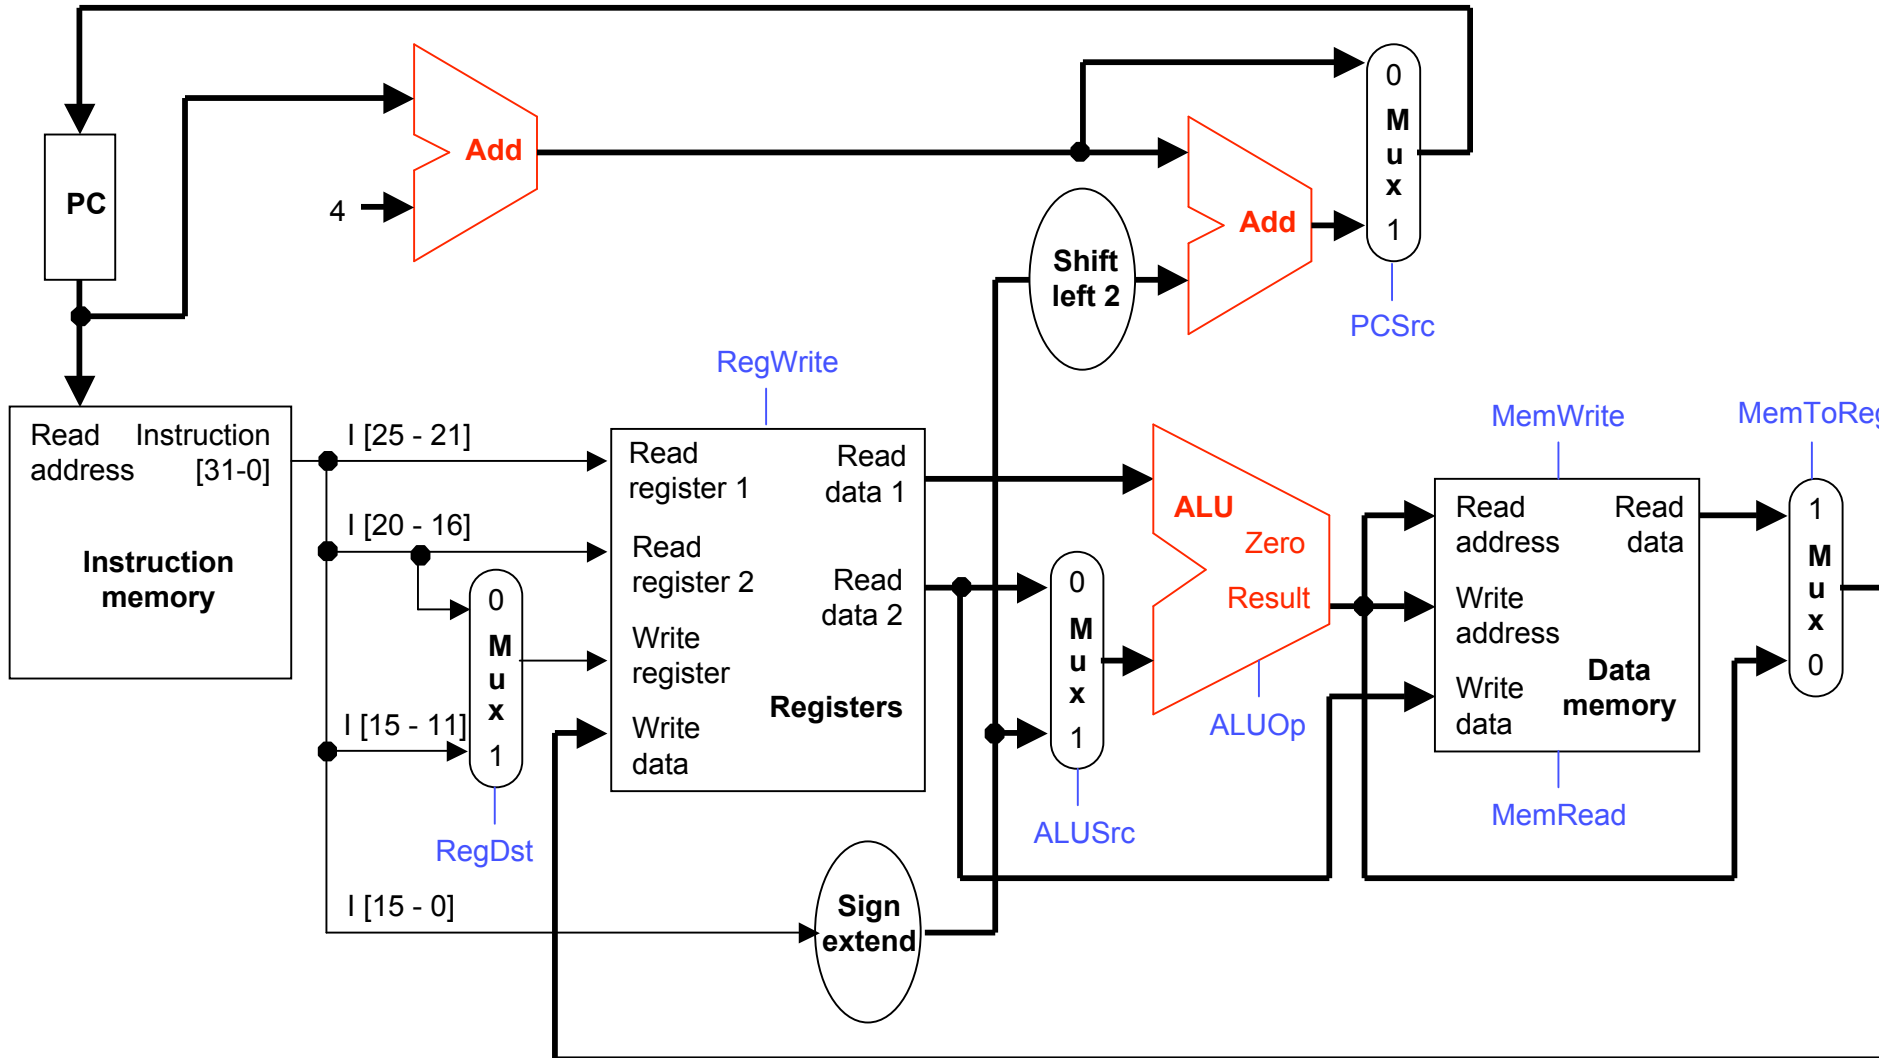 0
M
u
x
1
PCSrc
Add
4
PC
Shift
left 2
Add
RegWrite
Read
address
Instruction
[31-0]
Instruction
memory
I [25 - 21]
I [20 - 16]
I [15 - 11]
I [15 - 0]
0
M
u
x
1
RegDst
Read
register 1
Read
register 2
Write
register
Write
data
Read
data 1
Read
data 2
Registers
Sign
extend
0
M
u
x
1
ALUSrc
ALU
Zero
Result
ALUOp
MemWrite
Read
address
Write
address
Write
data
Read
data
Data
memory
MemRead
MemToReg
1
M
u
x
0